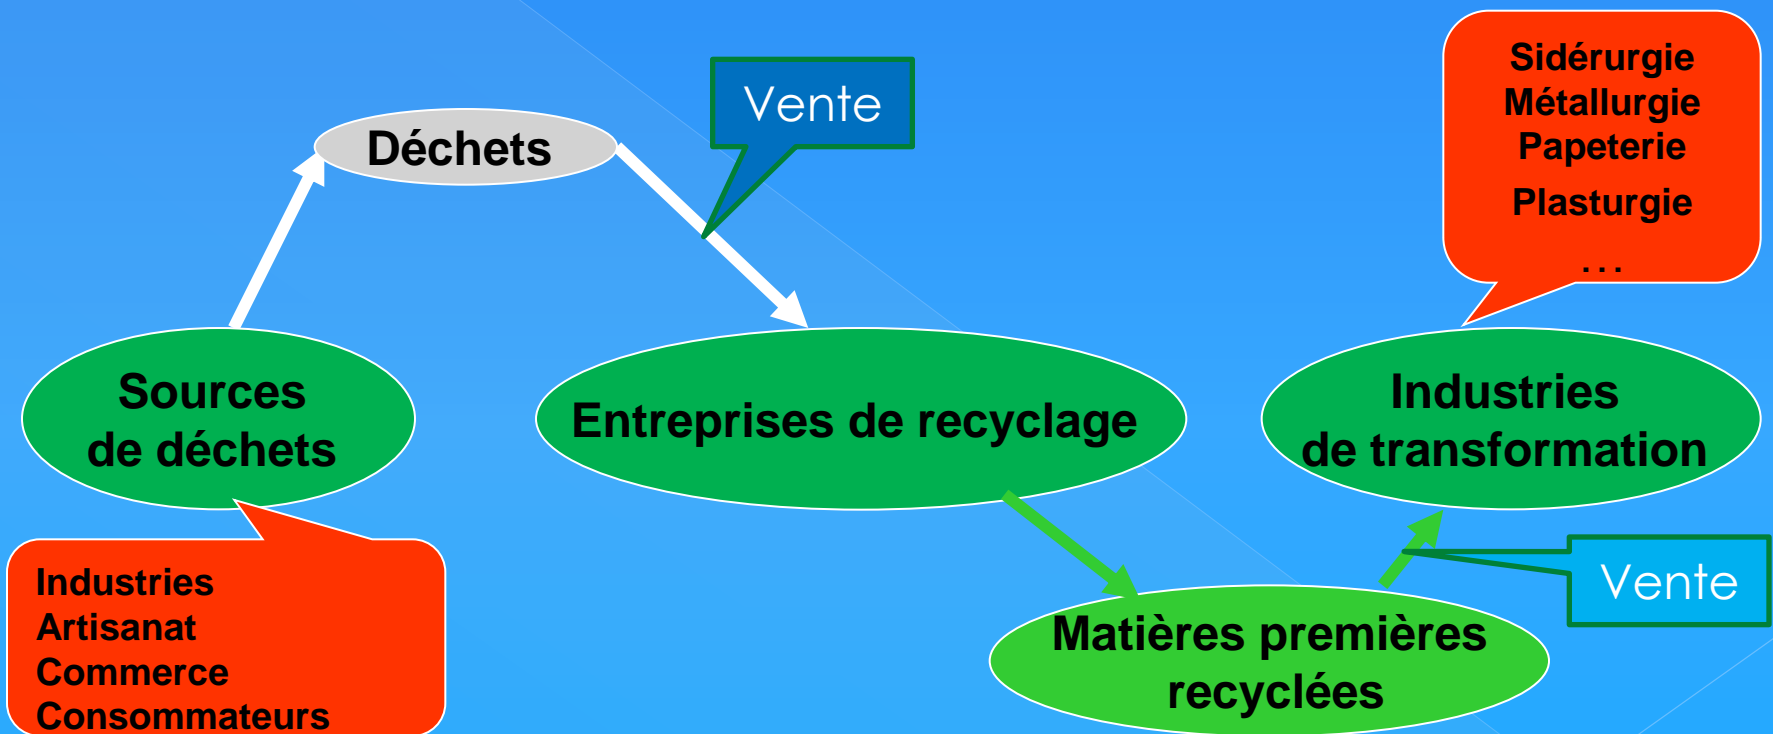 Déchets
Vente
Sidérurgie
Métallurgie
Papeterie
Plasturgie
...
Sources
de déchets
Entreprises de recyclage
Industries
de transformation
Industries
Artisanat
Commerce
Consommateurs
Matières premières
recyclées
Vente